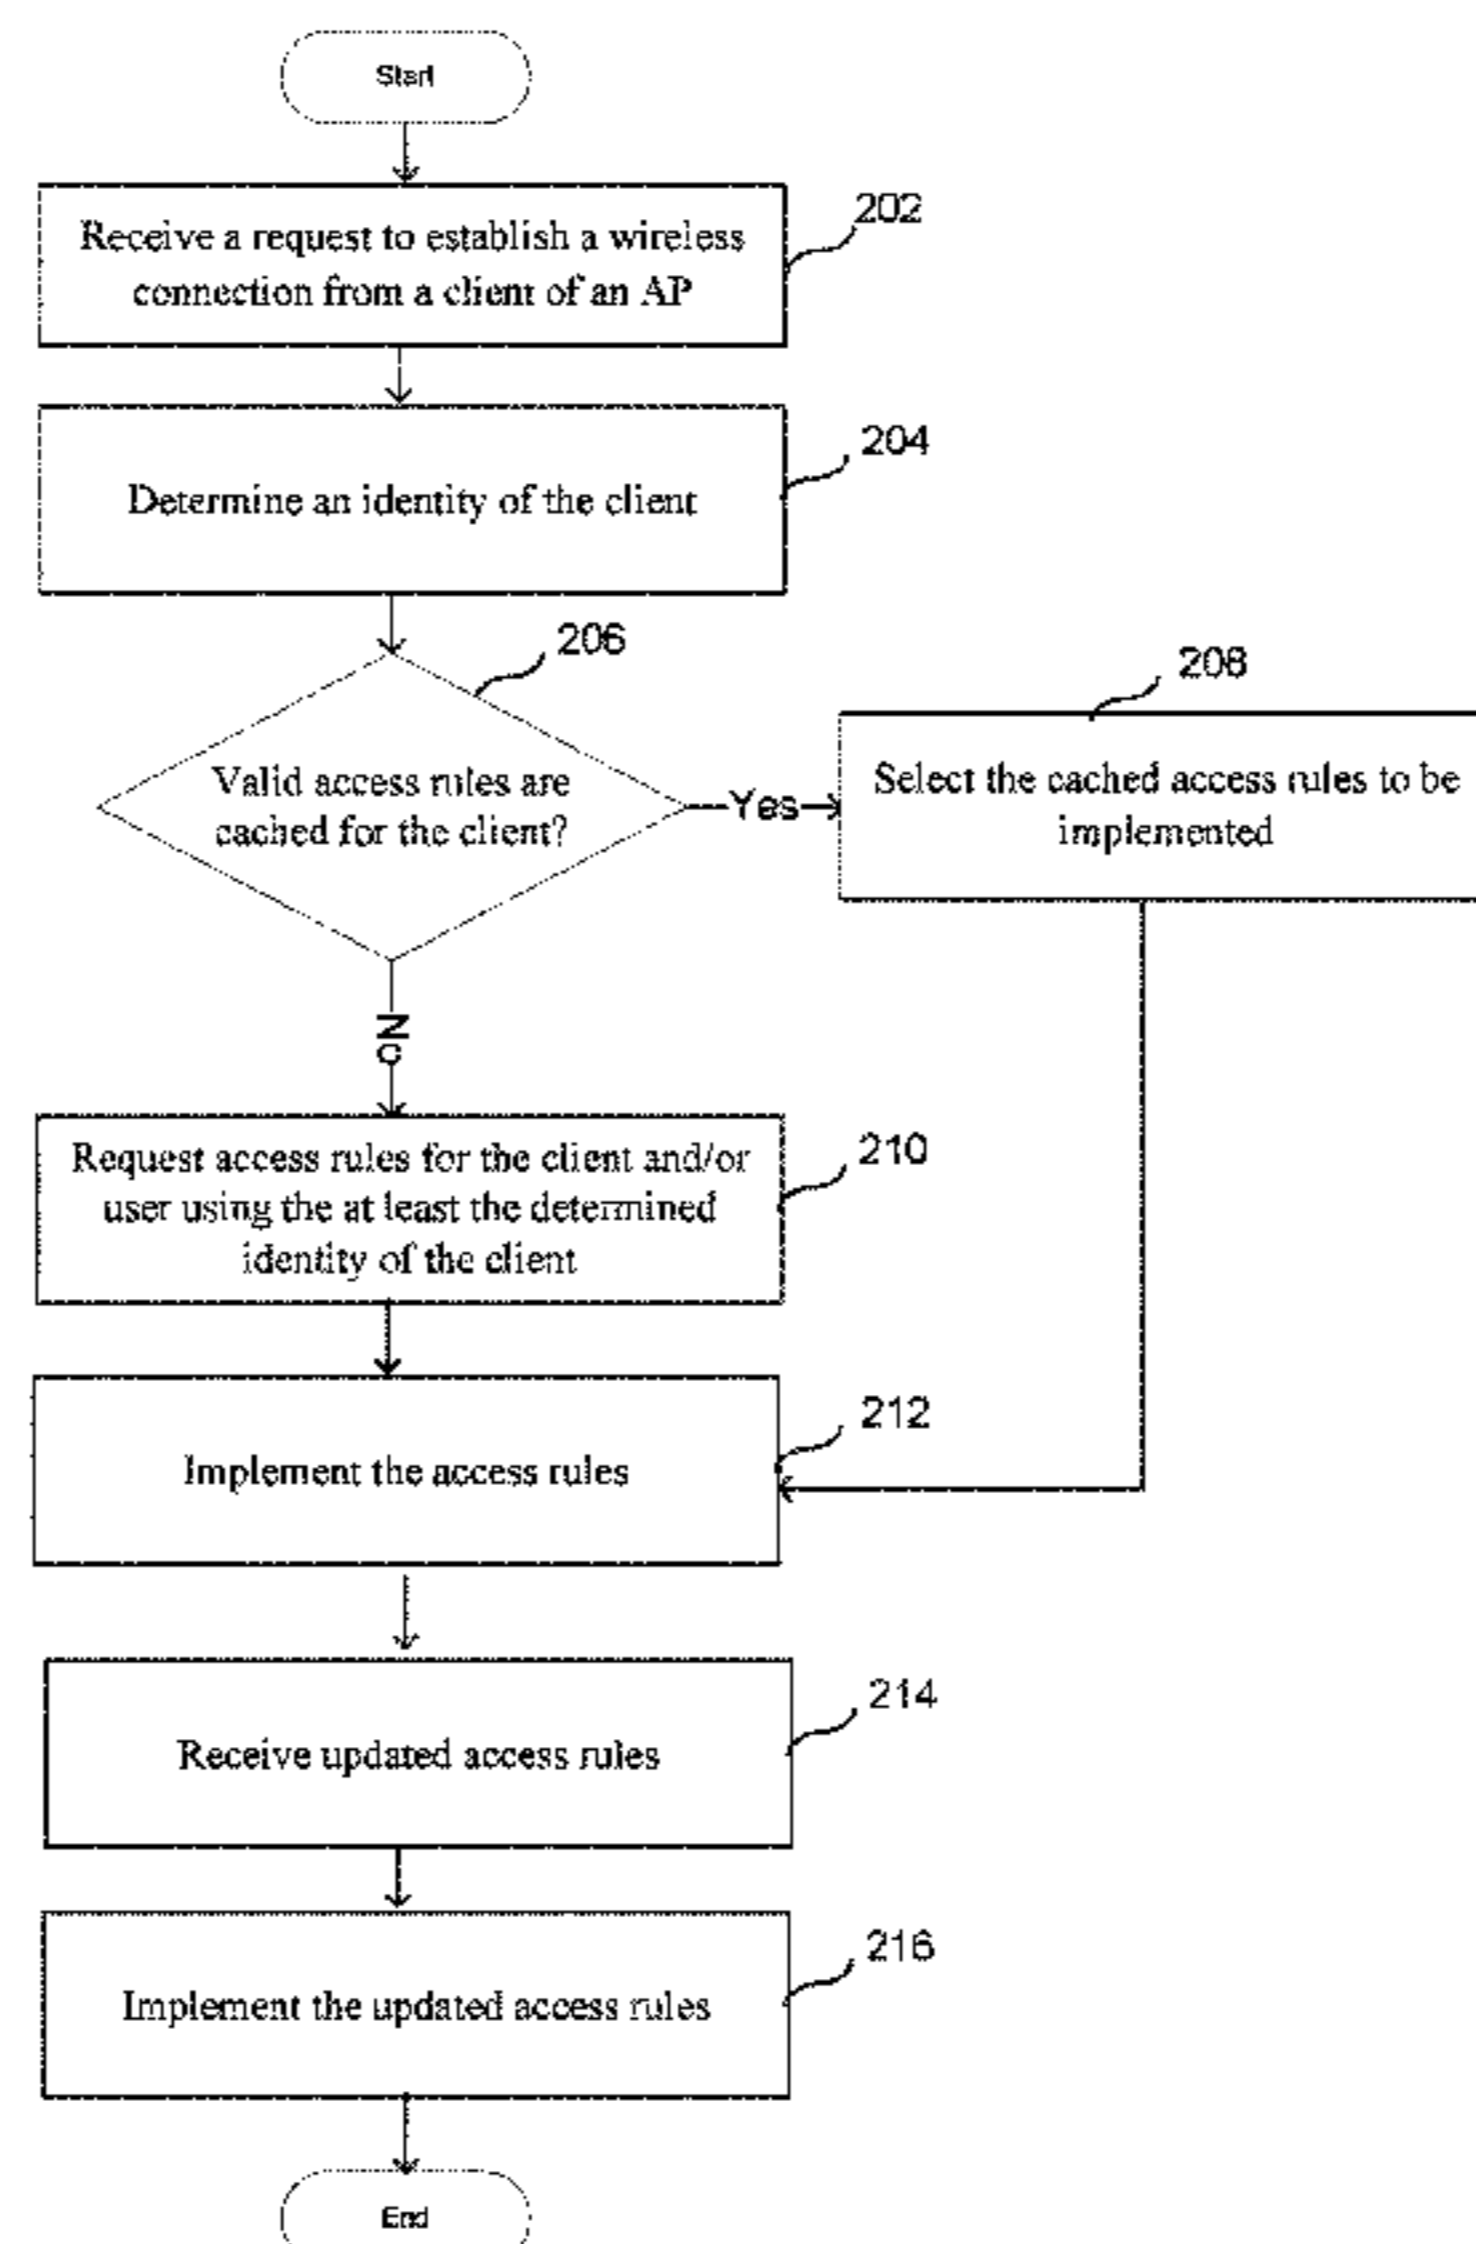 Start
Receive a request to establish a wireless
connection from a client of an AP
202
Determine an identity of the client
204
206
Valid access rules are
cached for the client?
Yes
208
Select the cached access rules to be
implemented
No
Request access rules for the client and/or
user using the at least the determined
identity of the client
210
Implement the access rules
212
Receive updated access rules
214
Implement the updated access rules
216
End